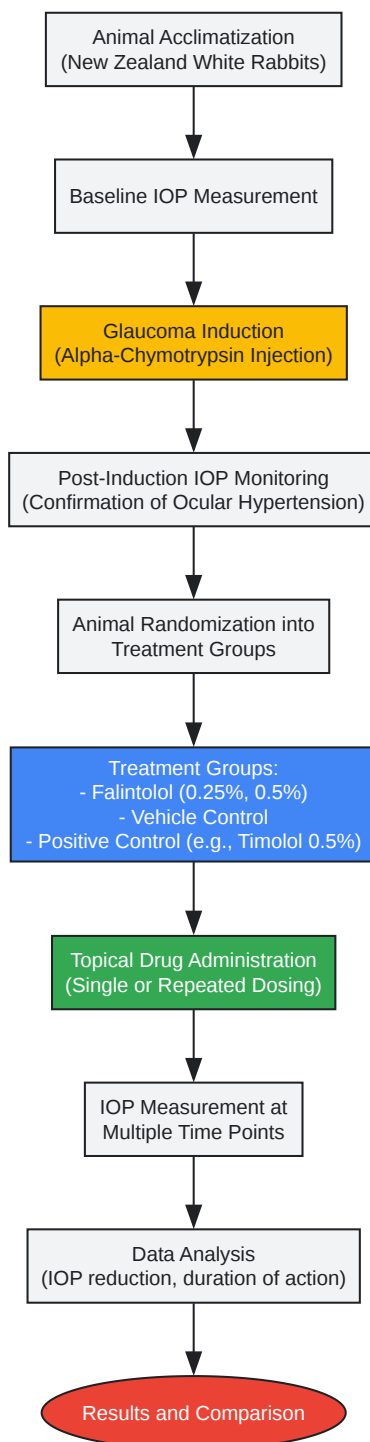 Animal Acclimatization
(New Zealand White Rabbits)
Baseline IOP Measurement
Glaucoma Induction
(Alpha-Chymotrypsin Injection)
Post-Induction IOP Monitoring
(Confirmation of Ocular Hypertension)
Animal Randomization into
Treatment Groups
Treatment Groups:
- Falintolol (0.25%, 0.5%)
- Vehicle Control
- Positive Control (e.g., Timolol 0.5%)
Topical Drug Administration
(Single or Repeated Dosing)
IOP Measurement at
Multiple Time Points
Data Analysis
(IOP reduction, duration of action)
Results and Comparison